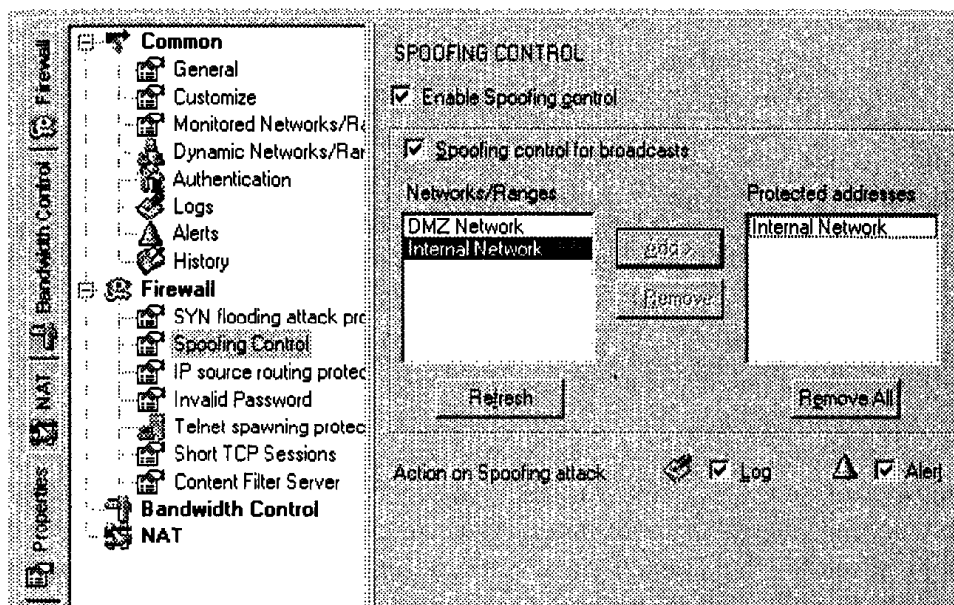 Firewall
Bandwidth Control
NAT
Properties
Common
General
Customize
Monitored Networks/Ra
Dynamic Networks/Ran
Authentication
Logs
Alerts
History
Firewall
SYN flooding attack pro
Spoofing Control
IP source routing protec
Invalid Password
Telnet spawning protec
Short TCP Sessions
Content Filter Server
Bandwidth Control
NAT
SPOOFING CONTROL
Enable Spoofing control
Spoofing control for broadcasts
Networks/Ranges
DMZ Network
Internal Network
Add >
< Remove
Refresh
Protected addresses
Internal Network
Remove All
Action on Spoofing attack
Log
Alert